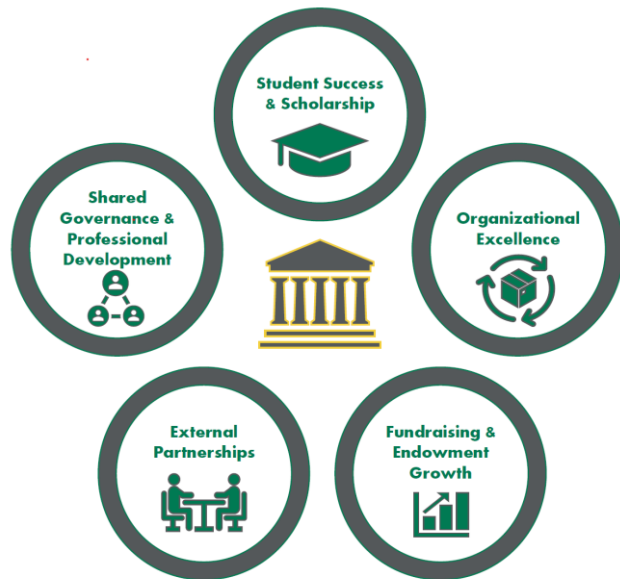 Student Success
& Scholarship
Shared
Governance &
Professional
Development
Organizational
Excellence
External
Partnerships
Fundraising &
Endowment
Growth